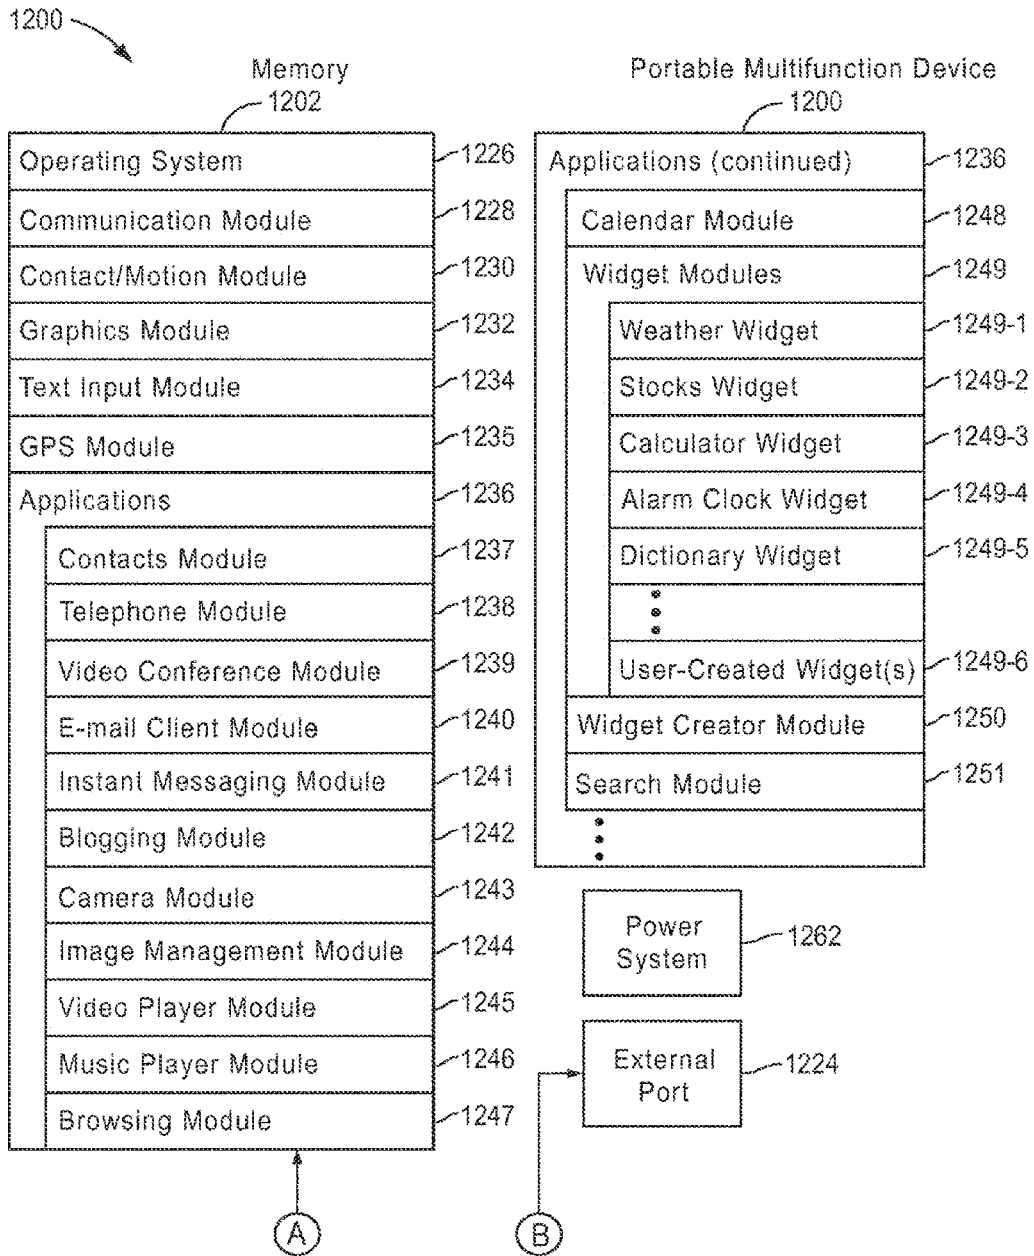 1200
Memory
1202
Operating System 1226
Communication Module 1228
Contact/Motion Module 1230
Graphics Module 1232
Text Input Module 1234
GPS Module 1235
Applications 1236
Contacts Module 1237
Telephone Module 1238
Video Conference Module 1239
E-mail Client Module 1240
Instant Messaging Module 1241
Blogging Module 1242
Camera Module 1243
Image Management Module 1244
Video Player Module 1245
Music Player Module 1246
Browsing Module 1247
A
Portable Multifunction Device
1200
Applications (continued) 1236
Calendar Module 1248
Widget Modules 1249
Weather Widget 1249-1
Stocks Widget 1249-2
Calculator Widget 1249-3
Alarm Clock Widget 1249-4
Dictionary Widget 1249-5
User-Created Widget(s) 1249-6
Widget Creator Module 1250
Search Module 1251
Power
System 1262
External
Port 1224
B